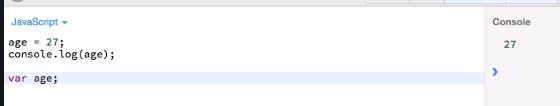 JavaScript
Console
age = 27;
console.log(age);
var age;
27